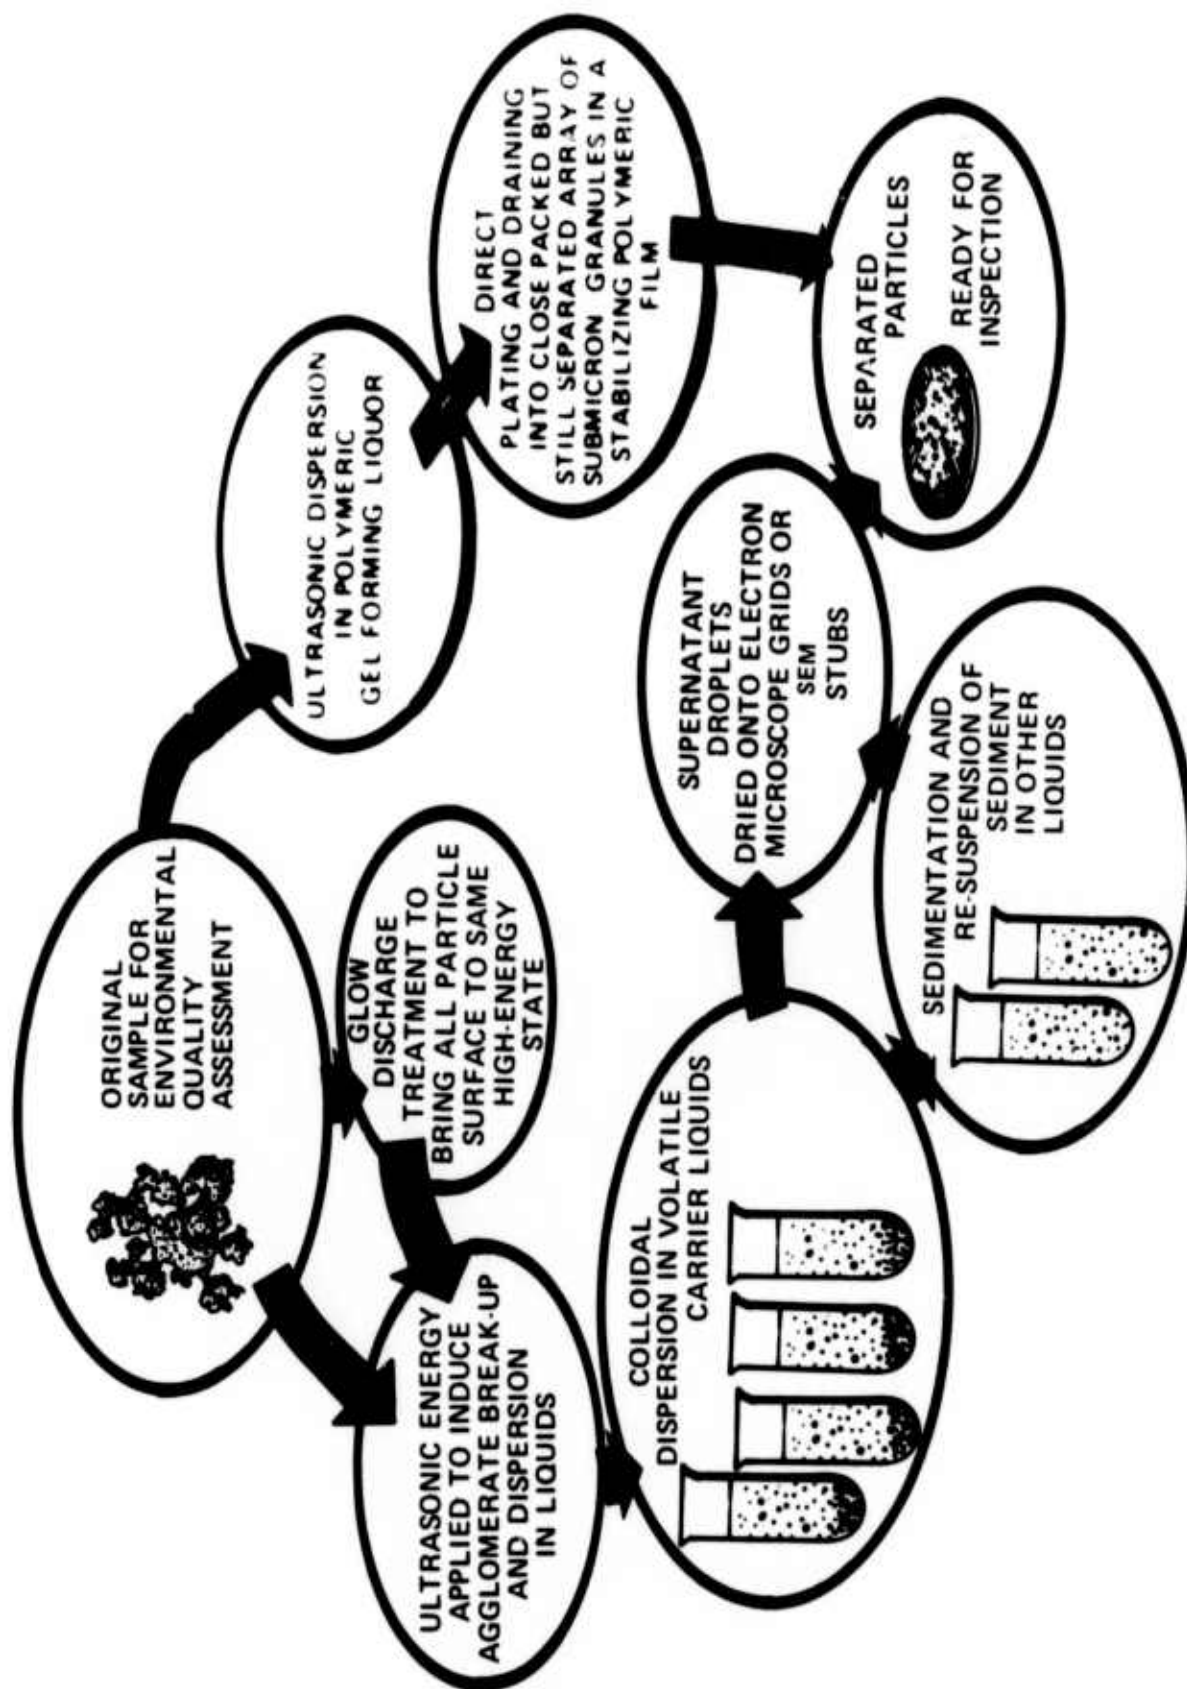 ORIGINAL
SAMPLE FOR
ENVIRONMENTAL
QUALITY
ASSESSMENT
ULTRASONIC DISPERSION
IN POLYMERIC
GEL FORMING LIQUOR
DIRECT
PLATING AND DRAINING
INTO CLOSE PACKED BUT
STILL SEPARATED ARRAY OF
SUBMICRON GRANULES IN A
STABILIZING POLYMERIC
FILM
GLOW
DISCHARGE
TREATMENT TO
BRING ALL PARTICLE
SURFACE TO SAME
HIGH-ENERGY
STATE
ULTRASONIC ENERGY
APPLIED TO INDUCE
AGGLOMERATE BREAK-UP
AND DISPERSION
IN LIQUIDS
COLLOIDAL
DISPERSION IN VOLATILE
CARRIER LIQUIDS
SUPERNATANT
DROPLETS
DRIED ONTO ELECTRON
MICROSCOPE GRIDS OR
SEM
STUBS
SEDIMENTATION AND
RE-SUSPENSION OF
SEDIMENT
IN OTHER
LIQUIDS
SEPARATED
PARTICLES
READY FOR
INSPECTION